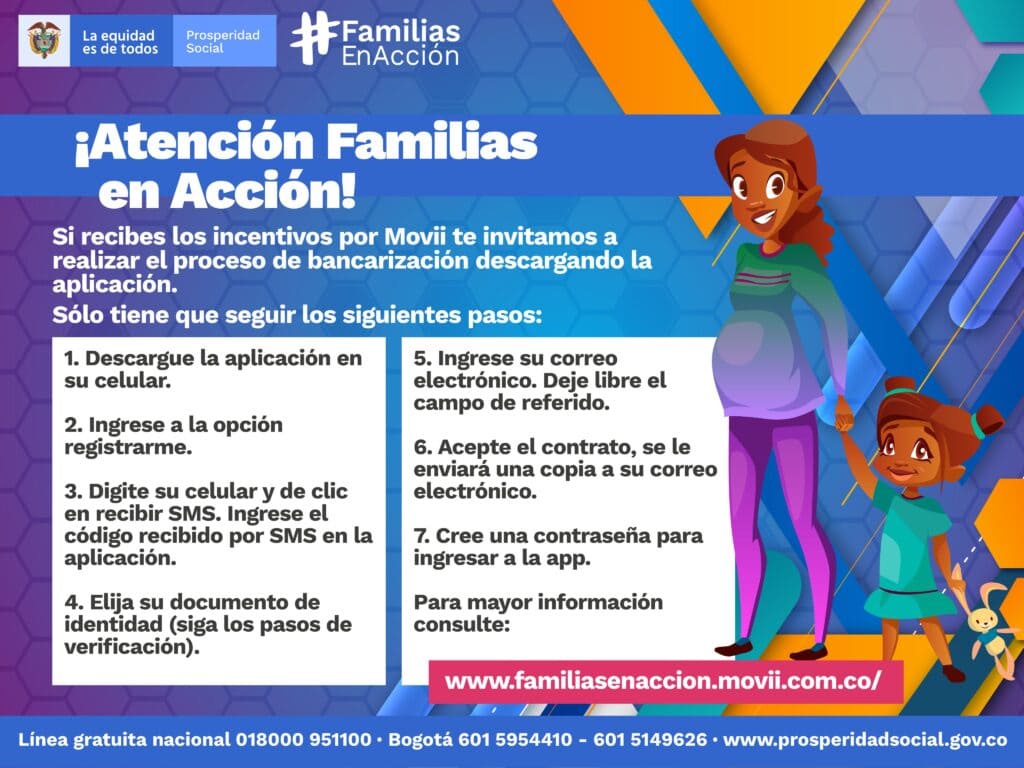 La equidad
es de todos
Prosperidad
Social
#Familias
EnAcción
¡Atención Familias
en Acción!
Si recibes los incentivos por Movii te invitamos a
realizar el proceso de bancarización descargando la
aplicación.
Sólo tiene que seguir los siguientes pasos:
1. Descargue la aplicación en
su celular.
2. Ingrese a la opción
registrarme.
3. Digite su celular y de clic
en recibir SMS. Ingrese el
código recibido por SMS en la
aplicación.
4. Elija su documento de
identidad (siga los pasos de
verificación).
5. Ingrese su correo
electrónico. Deje libre el
campo de referido.
6. Acepte el contrato, se le
enviará una copia a su correo
electrónico.
7. Cree una contraseña para
ingresar a la app.
Para mayor información
consulte:
www.familiasenaccion.movii.com.co/
Línea gratuita nacional 018000 951100 · Bogotá 601 5954410 - 601 5149626 · www.prosperidadsocial.gov.co